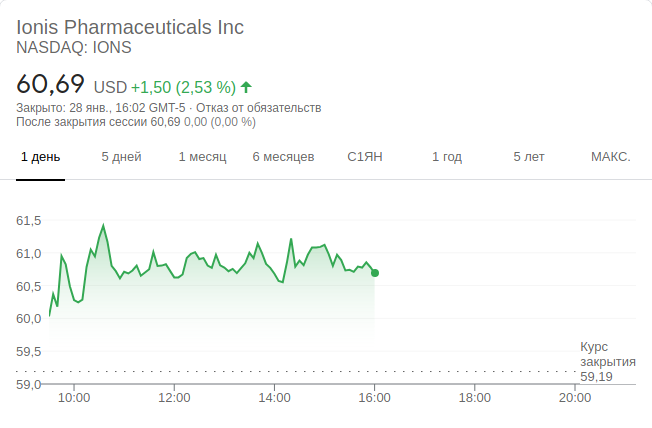 Ionis Pharmaceuticals Inc
NASDAQ: IONS
60,69 USD +1,50 (2,53 %)
Закрыто: 28 янв., 16:02 GMT-5 · Отказ от обязательств
После закрытия сессии 60,69 0,00 (0,00 %)
1 день 5 дней 1 месяц 6 месяцев С1ЯН 1 год 5 лет МАКС.
61,5
61,0
60,5
60,0
59,5
59,0
Курс
закрытия
59,19
10:00 12:00 14:00 16:00 18:00 20:00